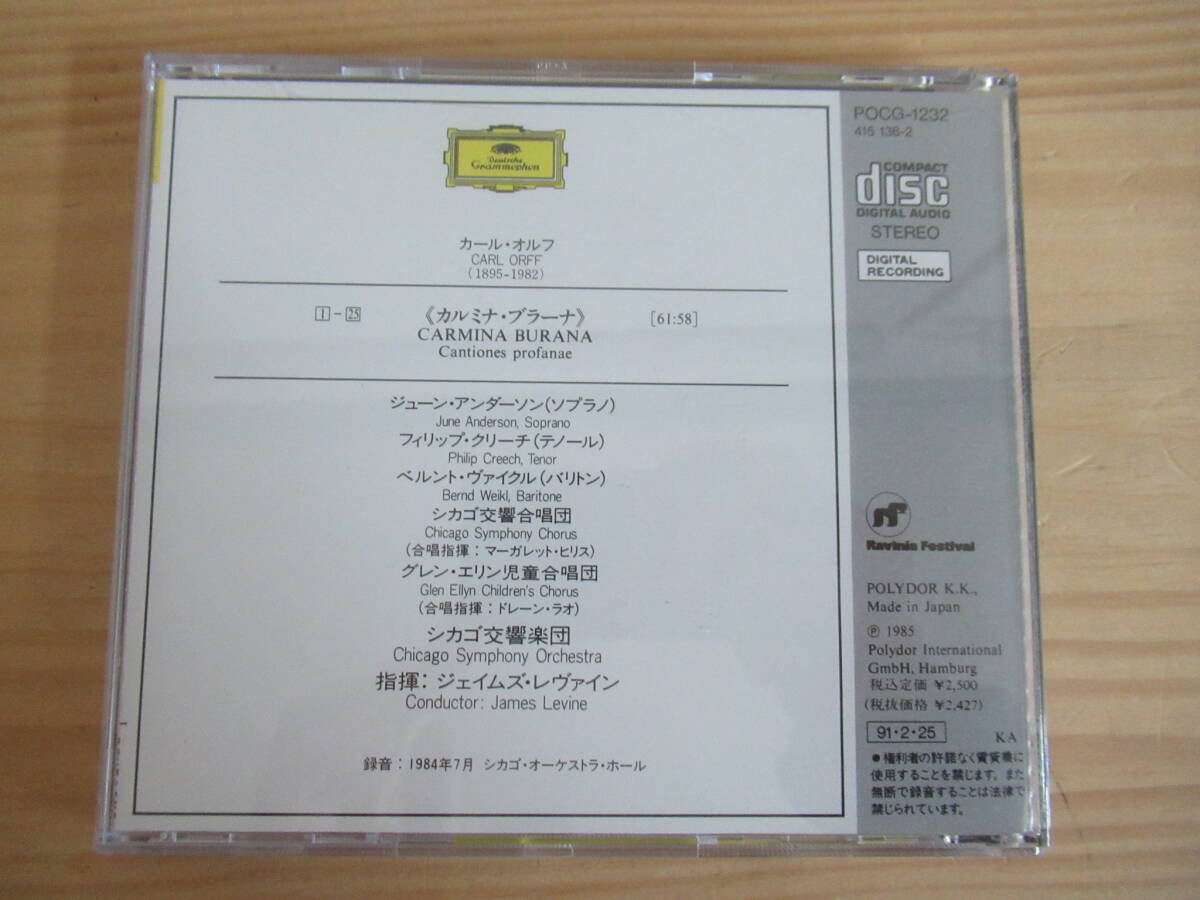 Deutsche
Grammophon
カール・オルフ
CARL ORFF
(1895-1982)
1-25 《カルミナ・ブラーナ》 [61:58]
CARMINA BURANA
Cantiones profanae
ジューン・アンダーソン(ソプラノ)
June Anderson, Soprano
フィリップ・クリーチ(テノール)
Philip Creech, Tenor
ベルント・ヴァイクル(バリトン)
Bernd Weikl, Baritone
シカゴ交響合唱団
Chicago Symphony Chorus
(合唱指揮：マーガレット・ヒリス)
グレン・エリン児童合唱団
Glen Ellyn Children's Chorus
(合唱指揮：ドレーン・ラオ)
シカゴ交響楽団
Chicago Symphony Orchestra
指揮：ジェイムズ・レヴァイン
Conductor: James Levine
録音：1984年7月 シカゴ・オーケストラ・ホール
POCG-1232
415 136-2
COMPACT
disc
DIGITAL AUDIO
STEREO
DIGITAL
RECORDING
Ravinia Festival
POLYDOR K.K.,
Made in Japan
℗ 1985
Polydor International
GmbH, Hamburg
税込定価 ¥2,500
(税抜価格 ¥2,427)
91・2・25 KA
●権利者の許諾なく賃貸業に
使用することを禁じます。また
無断で録音することは法律で
禁じられています。